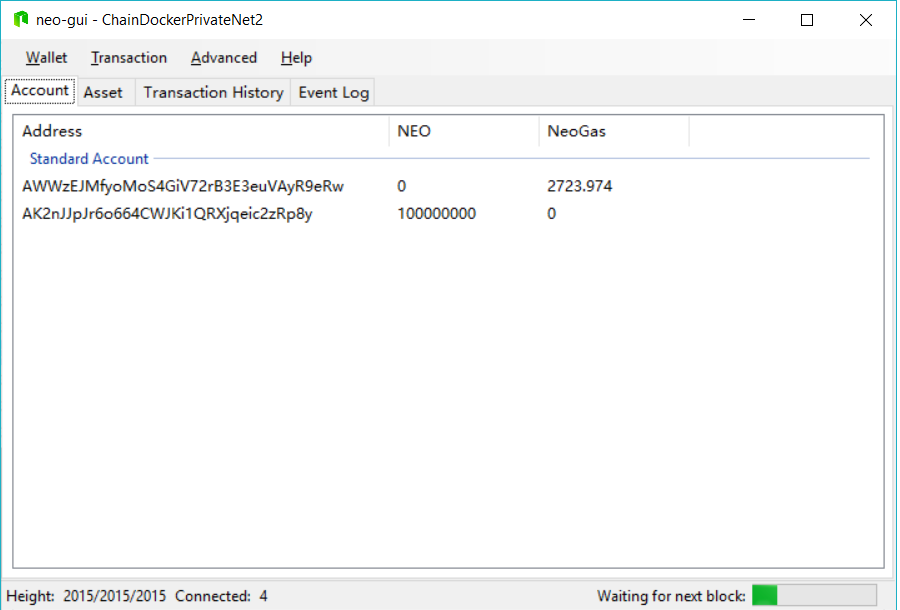 neo-gui - ChainDockerPrivateNet2
Wallet Transaction Advanced Help
Account Asset Transaction History Event Log
Address NEO NeoGas
Standard Account
AWWzEJMfyoMoS4GiV72rB3E3euVAyR9eRw 0 2723.974
AK2nJJpJr6o664CWJKi1QRXjqeic2zRp8y 100000000 0
Height: 2015/2015/2015 Connected: 4 Waiting for next block: